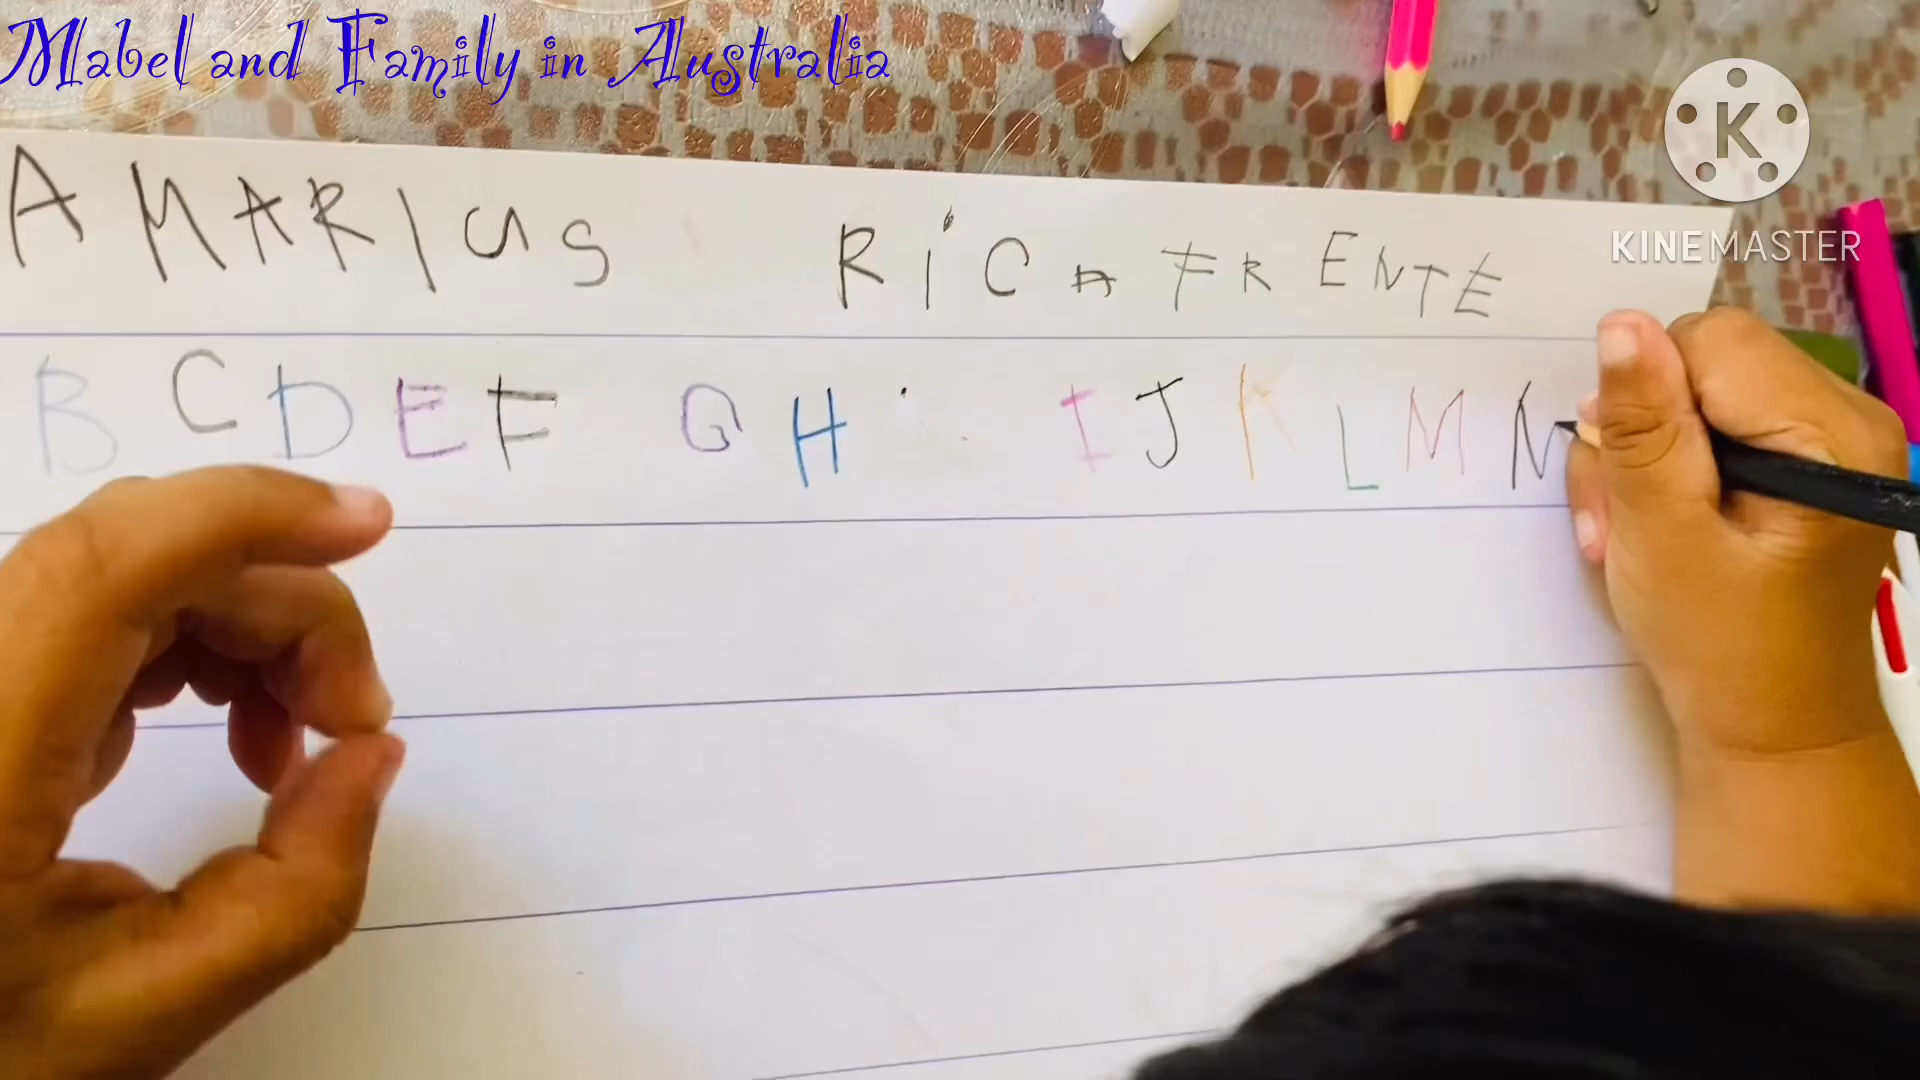 Mabel and Family in Australia
K
KINEMASTER
AMARIUS RiCAFRENTE
B C D E F G H I J K L M N